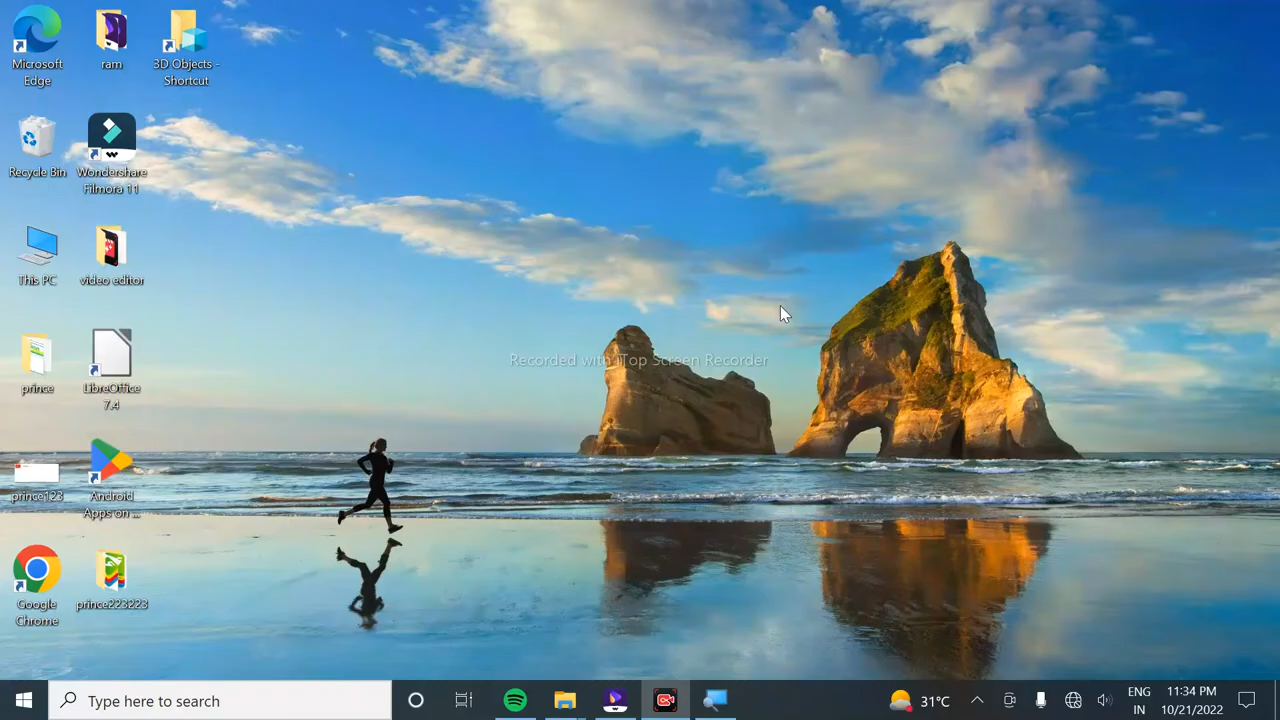 Microsoft
Edge
ram
3D Objects -
Shortcut
Recycle Bin
Wondershare
Filmora 11
This PC
video editor
prince
LibreOffice
7.4
prince123
Android
Apps on ...
Google
Chrome
prince223223
Recorded with iTop Screen Recorder
Type here to search
31°C
ENG
IN
11:34 PM
10/21/2022